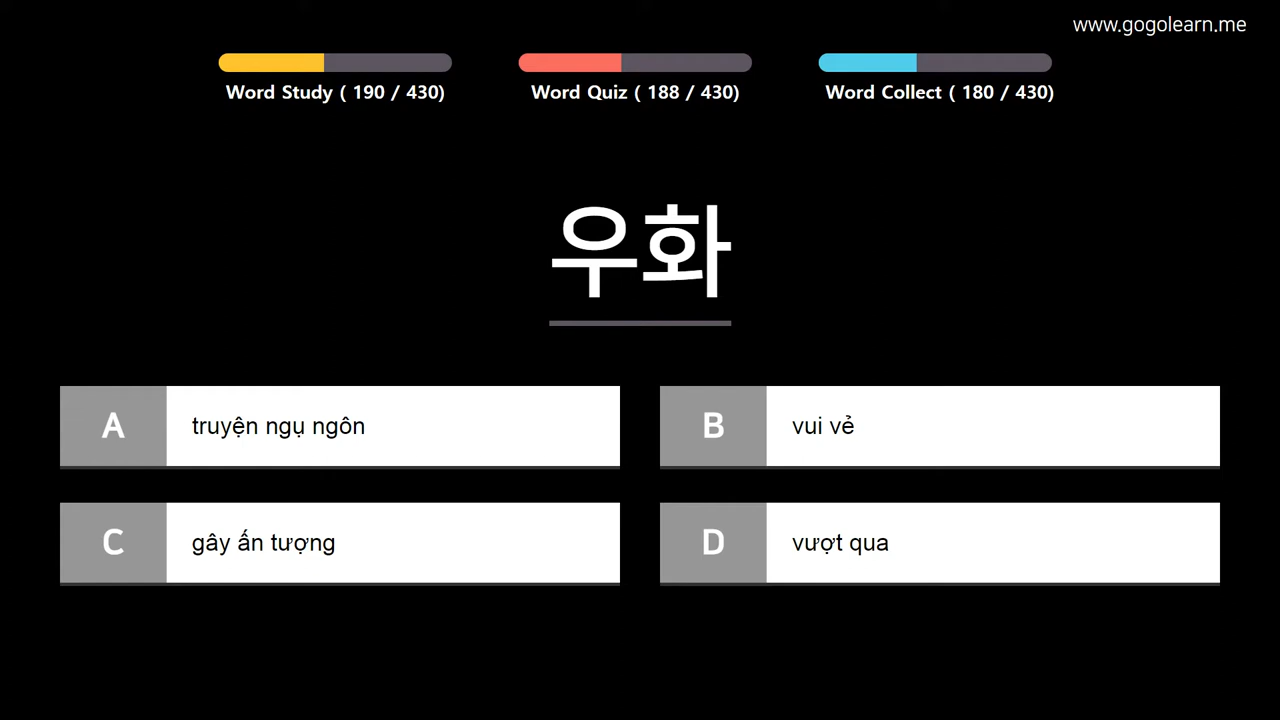 www.gogolearn.me
Word Study ( 190 / 430)
Word Quiz ( 188 / 430)
Word Collect ( 180 / 430)
우화
A truyện ngụ ngôn
B vui vẻ
C gây ấn tượng
D vượt qua